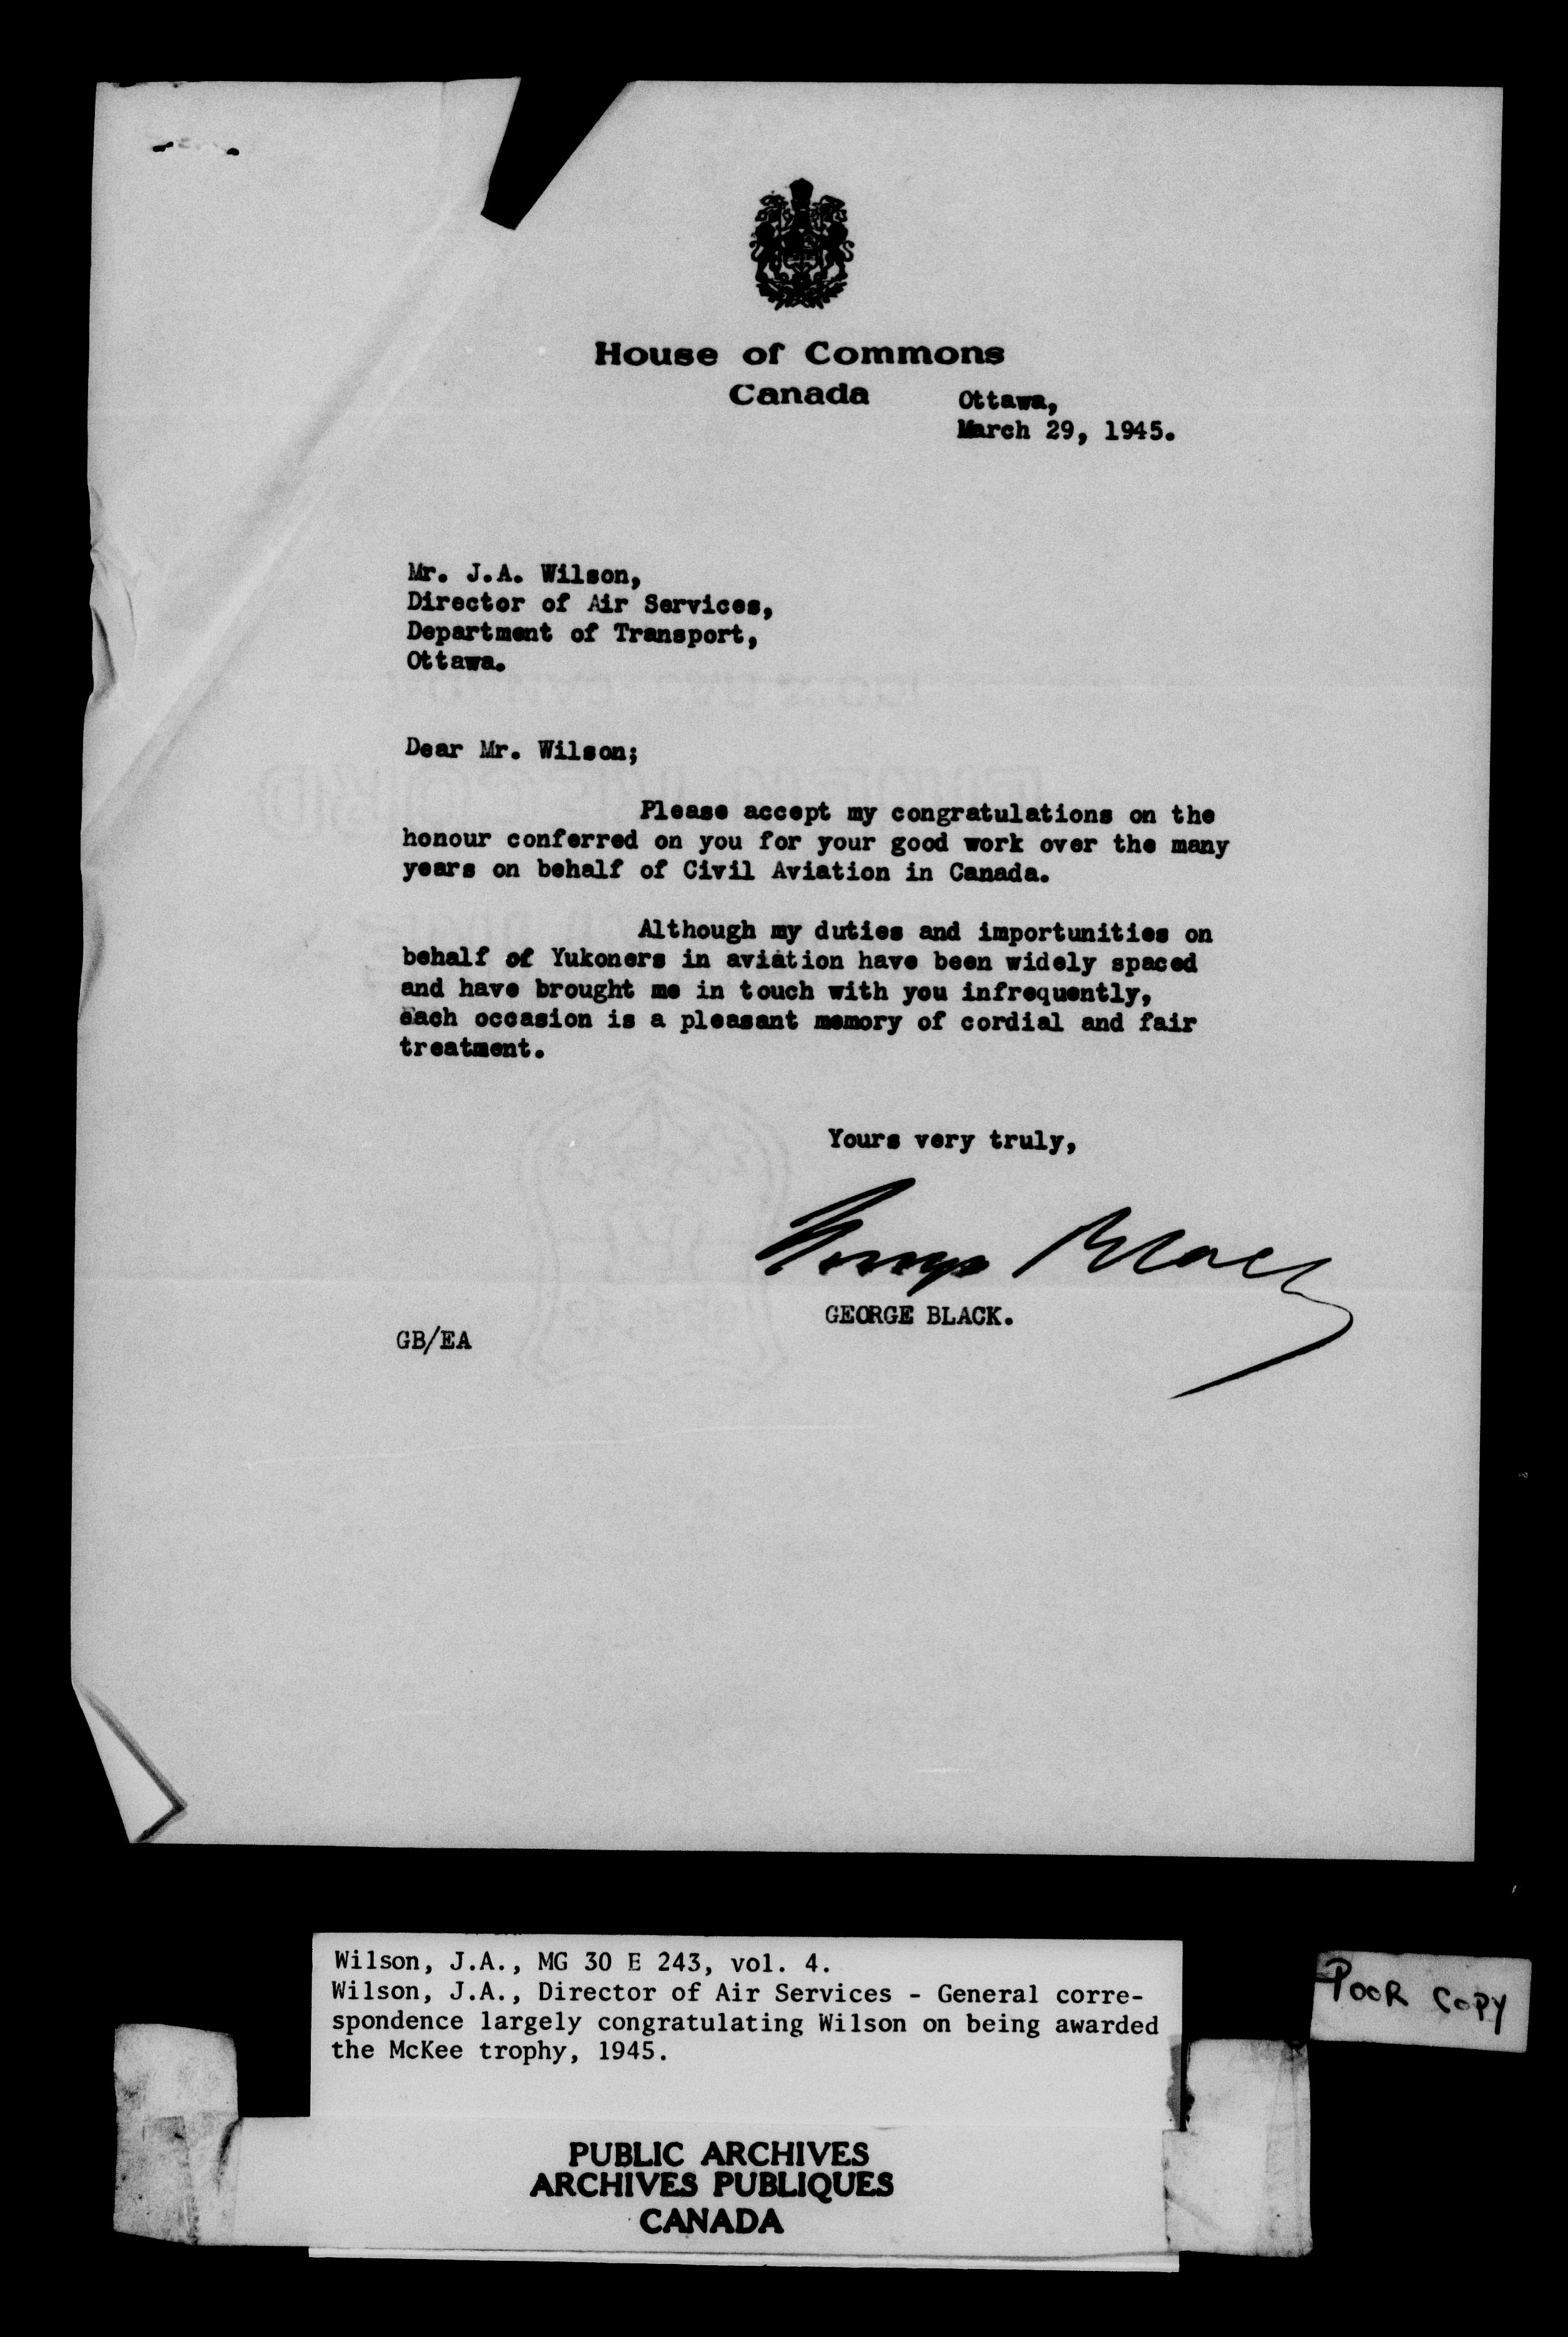 House of Commons
Canada
Ottawa,
March 29, 1945.
Mr. J.A. Wilson,
Director of Air Services,
Department of Transport,
Ottawa.
Dear Mr. Wilson;
Please accept my congratulations on the
honour conferred on you for your good work over the many
years on behalf of Civil Aviation in Canada.
Although my duties and importunities on
behalf of Yukoners in aviation have been widely spaced
and have brought me in touch with you infrequently,
each occasion is a pleasant memory of cordial and fair
treatment.
Yours very truly,
George Black
GEORGE BLACK.
GB/EA
Wilson, J.A., MG 30 E 243, vol. 4.
Wilson, J.A., Director of Air Services - General corre-
spondence largely congratulating Wilson on being awarded
the McKee trophy, 1945.
POOR COPY
PUBLIC ARCHIVES
ARCHIVES PUBLIQUES
CANADA